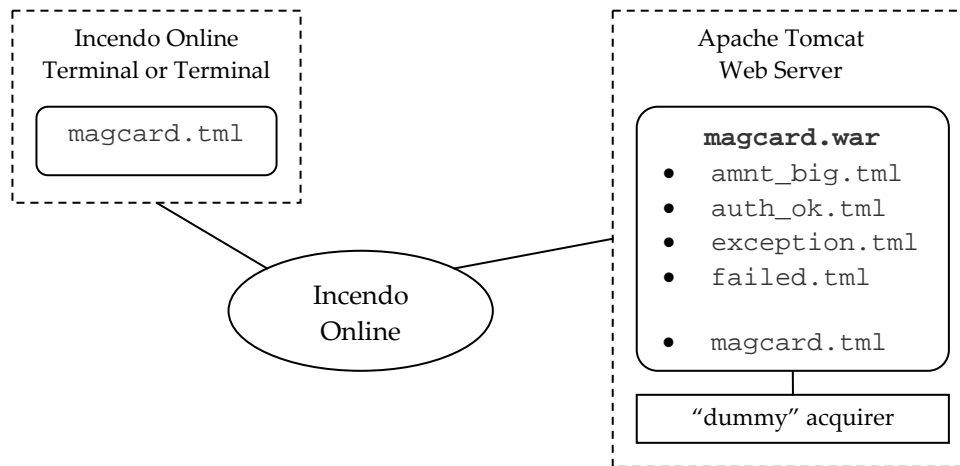 Incendo Online
Terminal or Terminal
magcard.tml
Apache Tomcat
Web Server
magcard.war
• amnt_big.tml
• auth_ok.tml
• exception.tml
• failed.tml
• magcard.tml
“dummy” acquirer
Incendo
Online